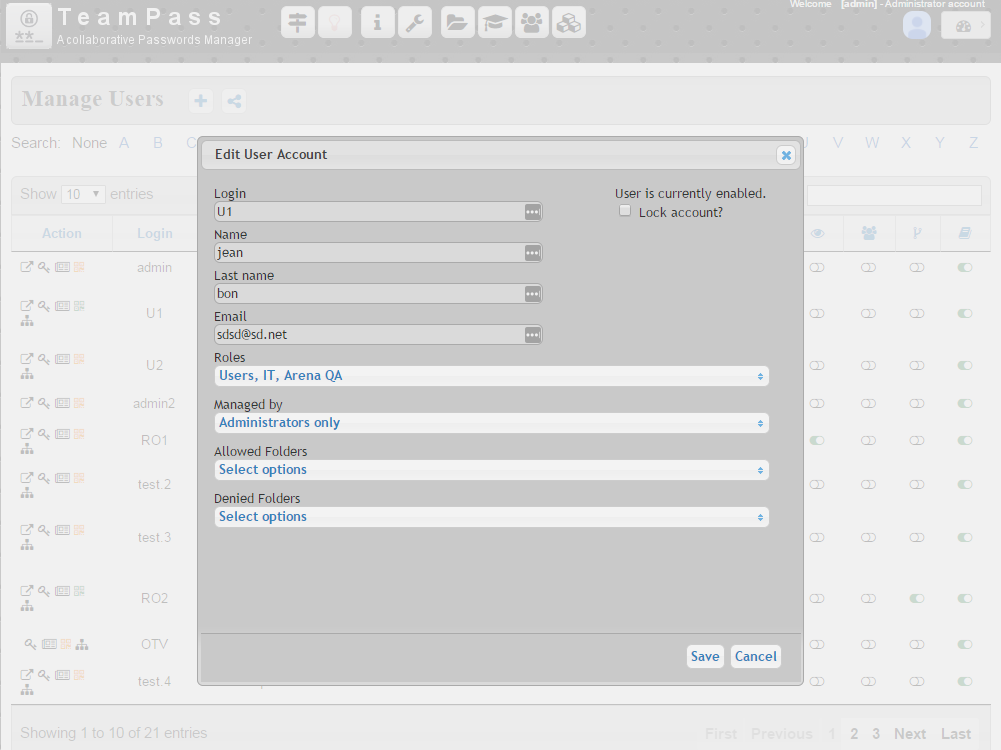 Welcome [admin] - Administrator account
TeamPass
A collaborative Passwords Manager
Manage Users
Search: None A B C U V W X Y Z
Show 10 entries
Action Login
admin
U1
U2
admin2
RO1
test.2
test.3
RO2
OTV
test.4
Edit User Account
Login
U1
User is currently enabled.
Lock account?
Name
jean
Last name
bon
Email
sdsd@sd.net
Roles
Users, IT, Arena QA
Managed by
Administrators only
Allowed Folders
Select options
Denied Folders
Select options
Save Cancel
Showing 1 to 10 of 21 entries
First Previous 1 2 3 Next Last